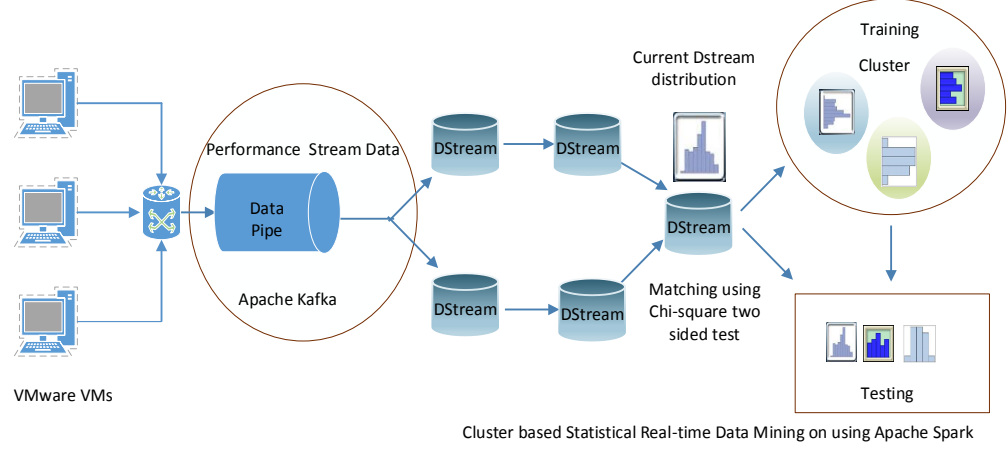 Training
Cluster
Current Dstream
distribution
Performance Stream Data
DStream
DStream
Data
Pipe
DStream
Apache Kafka
DStream
DStream
Matching using
Chi-square two
sided test
VMware VMs
Testing
Cluster based Statistical Real-time Data Mining on using Apache Spark